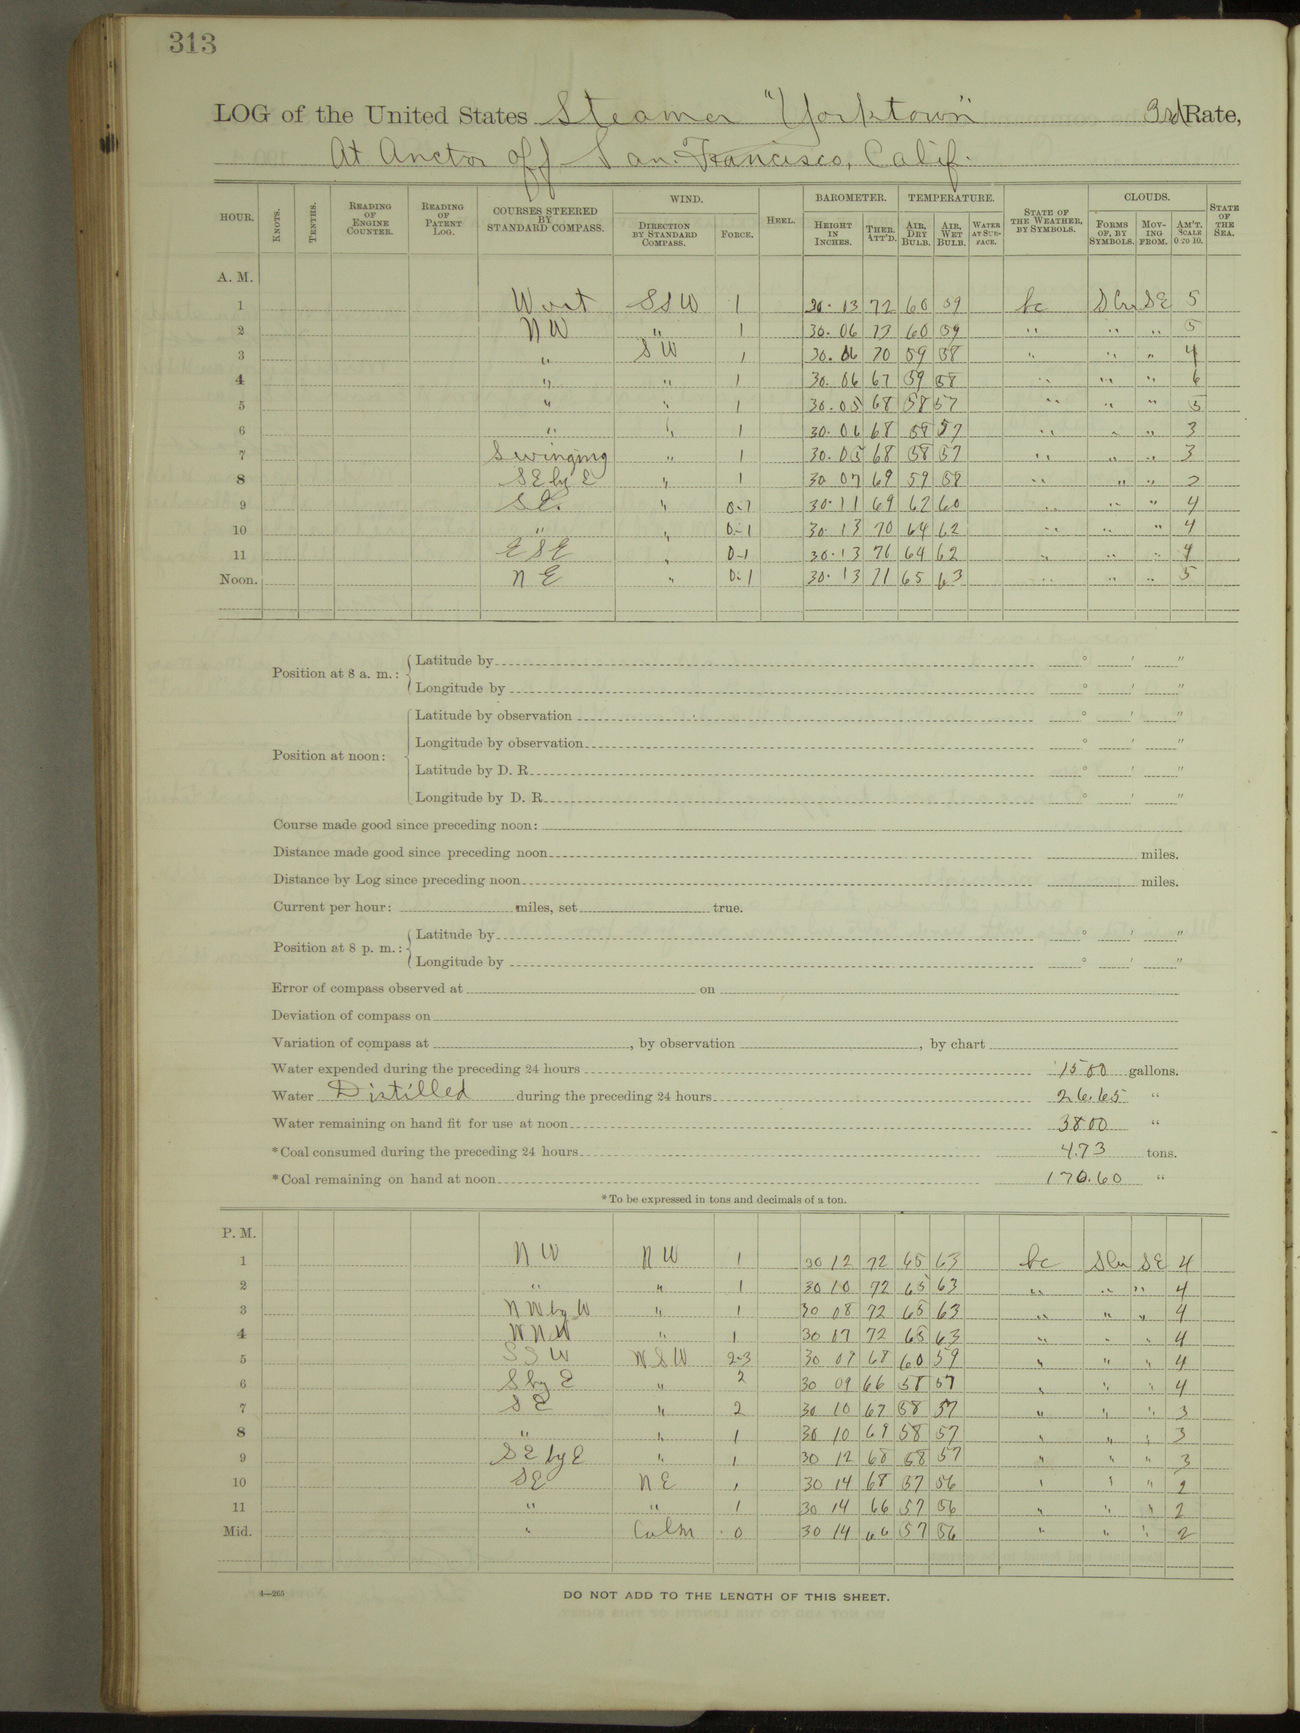 313
LOG of the United States Steamer "Yorktown" 3rd Rate,
At Anchor off San Francisco, Calif.
HOUR. KNOTS. TENTHS. READING OF ENGINE COUNTER. READING OF PATENT LOG. COURSES STEERED BY STANDARD COMPASS. WIND. DIRECTION BY STANDARD COMPASS. FORCE. HEEL. BAROMETER. HEIGHT IN INCHES. THER. ATT'D. TEMPERATURE. AIR, DRY BULB. AIR, WET BULB. WATER AT SUR-FACE. STATE OF THE WEATHER, BY SYMBOLS. CLOUDS. FORMS OF, BY SYMBOLS. MOV-ING FROM. AM'T. SCALE 0 TO 10. STATE OF THE SEA.
A. M.
1 West SSW 1 30.13 72 60 59 bc SCu SE 5
2 NW " 1 30.06 72 60 59 " " " 5
3 " SW 1 30.06 70 59 58 " " " 4
4 " " 1 30.06 67 59 58 " " " 6
5 " " 1 30.05 68 58 57 " " " 5
6 " " 1 30.06 68 58 57 " " " 3
7 Swinging " 1 30.05 68 58 57 " " " 3
8 SE by E " 1 30 07 69 59 58 " " " 2
9 SE. " 0-1 30.11 69 62 60 " " " 4
10 " " 0-1 30 13 70 64 62 " " " 4
11 ESE " 0-1 30.13 71 64 62 " " " 4
Noon. NE " 0-1 30.13 71 65 63 " " " 5
Position at 8 a. m.: Latitude by ° ' "
Longitude by ° ' "
Position at noon: Latitude by observation ° ' "
Longitude by observation ° ' "
Latitude by D. R. ° ' "
Longitude by D. R. ° ' "
Course made good since preceding noon:
Distance made good since preceding noon miles.
Distance by Log since preceding noon miles.
Current per hour: miles, set true.
Position at 8 p. m.: Latitude by ° ' "
Longitude by ° ' "
Error of compass observed at on
Deviation of compass on
Variation of compass at , by observation , by chart
Water expended during the preceding 24 hours 1500 gallons.
Water Distilled during the preceding 24 hours 26.65 "
Water remaining on hand fit for use at noon 3800 "
*Coal consumed during the preceding 24 hours 4.73 tons.
*Coal remaining on hand at noon 170.60 "
*To be expressed in tons and decimals of a ton.
P. M.
1 NW NW 1 30 12 72 65 63 bc SCu SE 4
2 " " 1 30 10 72 65 63 " " " 4
3 NW by W " 1 30 08 72 65 63 " " " 4
4 WNW " 1 30 07 72 65 63 " " " 4
5 SSW WSW 2-3 30 09 68 60 59 " " " 4
6 S by E " 2 30 09 66 58 57 " " " 4
7 SE " 2 30 10 67 58 57 " " " 3
8 " " 1 30 10 69 58 57 " " " 3
9 SE by E " 1 30 12 68 58 57 " " " 3
10 SE NE 1 30 14 68 57 56 " " " 2
11 " " 1 30 14 66 57 56 " " " 2
Mid. " Calm 0 30 14 66 57 56 " " " 2
4—265
DO NOT ADD TO THE LENGTH OF THIS SHEET.